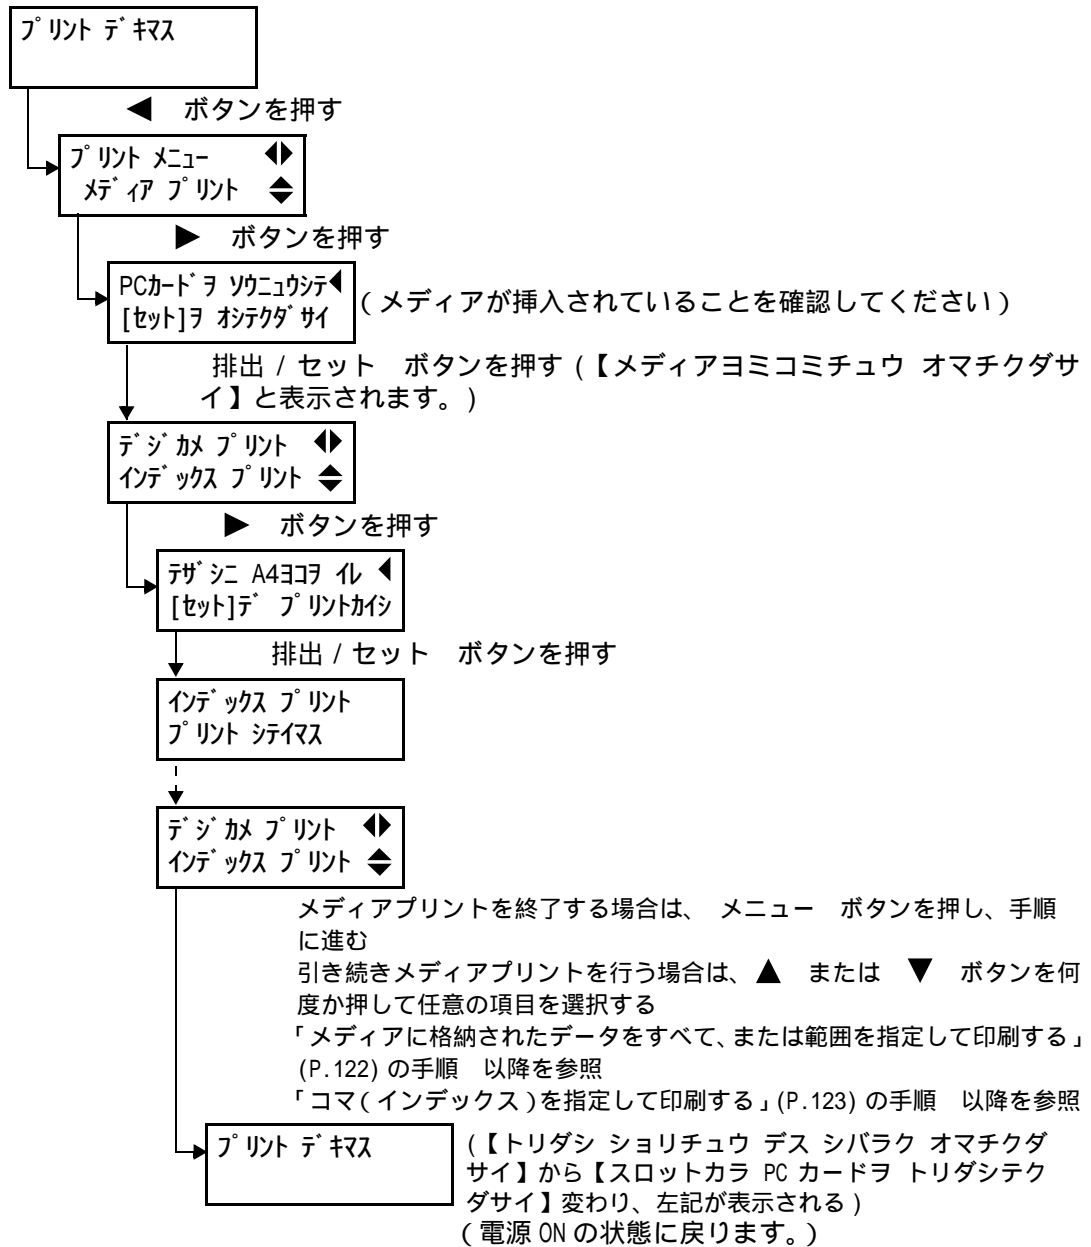 ﾌﾟﾘﾝﾄ ﾃﾞｷﾏｽ
◀ ボタンを押す
ﾌﾟﾘﾝﾄ ﾒﾆｭｰ ◀▶
ﾒﾃﾞｨｱ ﾌﾟﾘﾝﾄ ▲▼
▶ ボタンを押す
PCｶｰﾄﾞｦ ｿｳﾆｭｳｼﾃ◀
[ｾｯﾄ]ｦ ｵｼﾃｸﾀﾞｻｲ
(メディアが挿入されていることを確認してください)
排出/セット ボタンを押す(【メディアヨミコミチュウ オマチクダサ
イ】と表示されます。)
ﾃﾞｼﾞｶﾒ ﾌﾟﾘﾝﾄ ◀▶
ｲﾝﾃﾞｯｸｽ ﾌﾟﾘﾝﾄ ▲▼
▶ ボタンを押す
ﾃｻﾞｼﾆ A4ﾖｺｦ ｲﾚ ◀
[ｾｯﾄ]ﾃﾞ ﾌﾟﾘﾝﾄｶｲｼ
排出/セット ボタンを押す
ｲﾝﾃﾞｯｸｽ ﾌﾟﾘﾝﾄ
ﾌﾟﾘﾝﾄ ｼﾃｲﾏｽ
ﾃﾞｼﾞｶﾒ ﾌﾟﾘﾝﾄ ◀▶
ｲﾝﾃﾞｯｸｽ ﾌﾟﾘﾝﾄ ▲▼
メディアプリントを終了する場合は、 メニュー ボタンを押し、手順
に進む
引き続きメディアプリントを行う場合は、▲ または ▼ ボタンを何
度か押して任意の項目を選択する
「メディアに格納されたデータをすべて、または範囲を指定して印刷する」
(P.122)の手順 以降を参照
「コマ(インデックス)を指定して印刷する」(P.123)の手順 以降を参照
ﾌﾟﾘﾝﾄ ﾃﾞｷﾏｽ
(【トリダシ ショリチュウ デス シバラク オマチクダ
サイ】から【スロットカラ PC カードヲ トリダシテク
ダサイ】変わり、左記が表示される)
(電源 ON の状態に戻ります。)